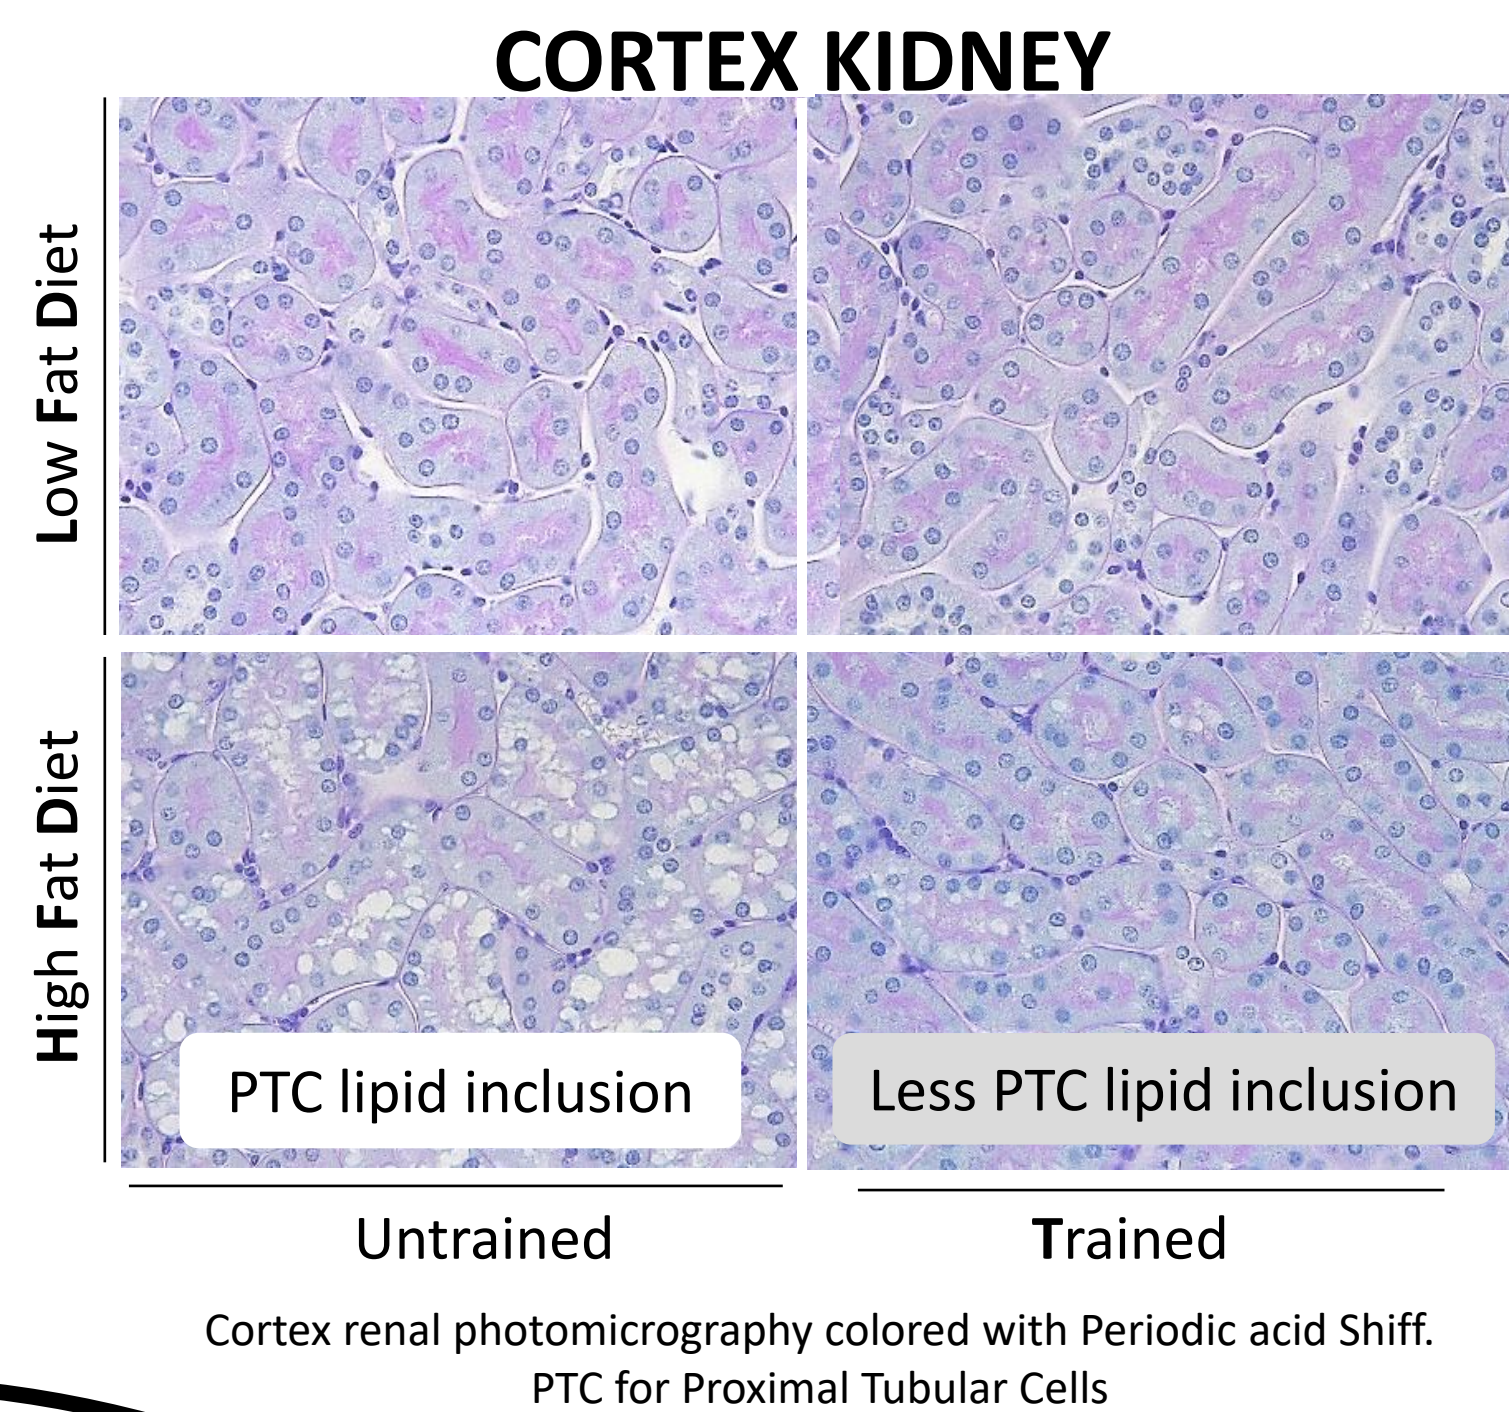 CORTEX KIDNEY
Low Fat Diet
High Fat Diet
PTC lipid inclusion
Less PTC lipid inclusion
Untrained
Trained
Cortex renal photomicrography colored with Periodic acid Shiff.
PTC for Proximal Tubular Cells